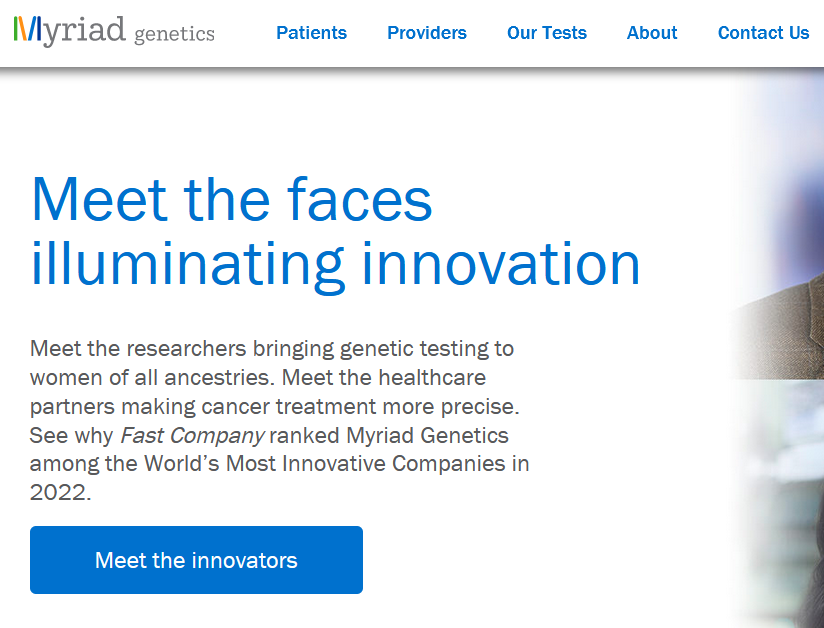 Myriad genetics
Patients
Providers
Our Tests
About
Contact Us
Meet the faces
illuminating innovation
Meet the researchers bringing genetic testing to
women of all ancestries. Meet the healthcare
partners making cancer treatment more precise.
See why Fast Company ranked Myriad Genetics
among the World’s Most Innovative Companies in
2022.
Meet the innovators